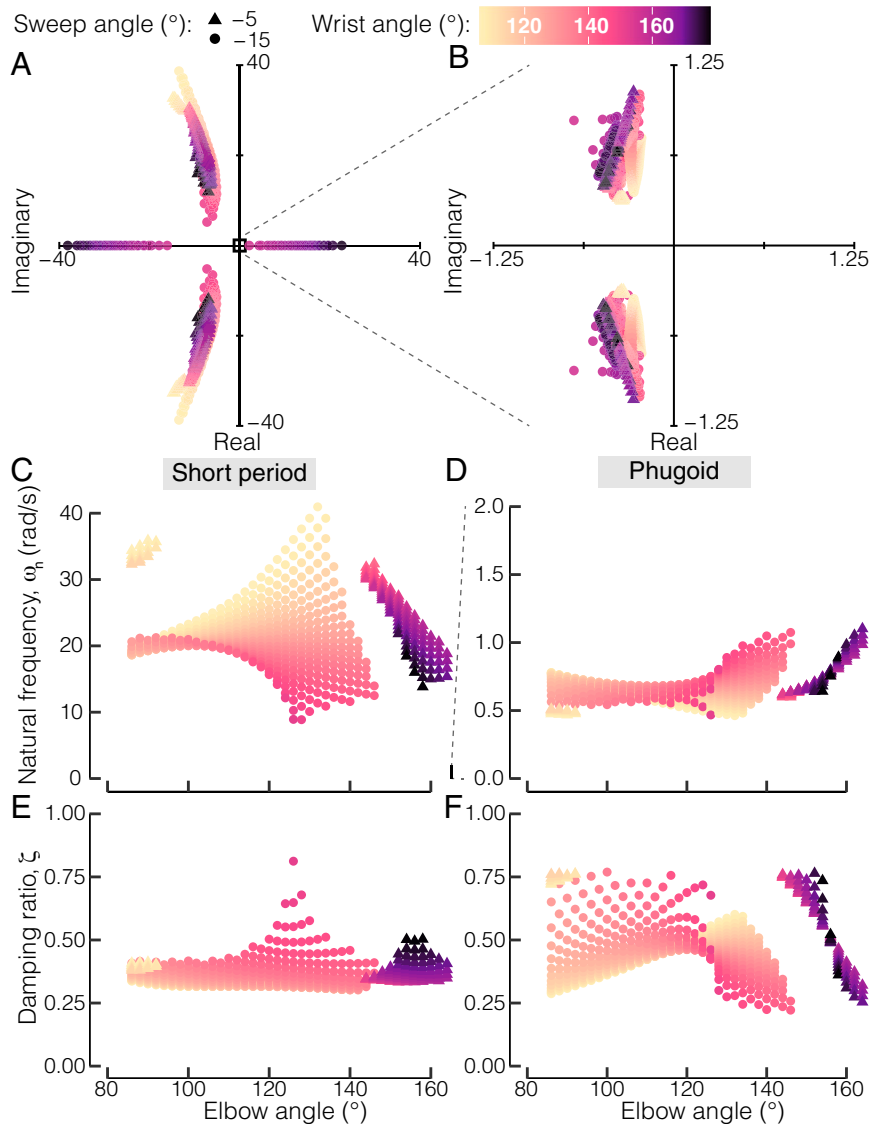 Sweep angle (°): −5 Wrist angle (°): 120 140 160
−15
A 40 B 1.25
Imaginary Imaginary
−40 40 −1.25 1.25
−40 −1.25
Real Real
C Short period D Phugoid
Natural frequency, ωn (rad/s)
40
30
20
10
0
2.0
1.5
1.0
0.5
0.0
E F
Damping ratio, ζ
1.00
0.75
0.50
0.25
0.00
1.00
0.75
0.50
0.25
0.00
80 100 120 140 160 80 100 120 140 160
Elbow angle (°) Elbow angle (°)